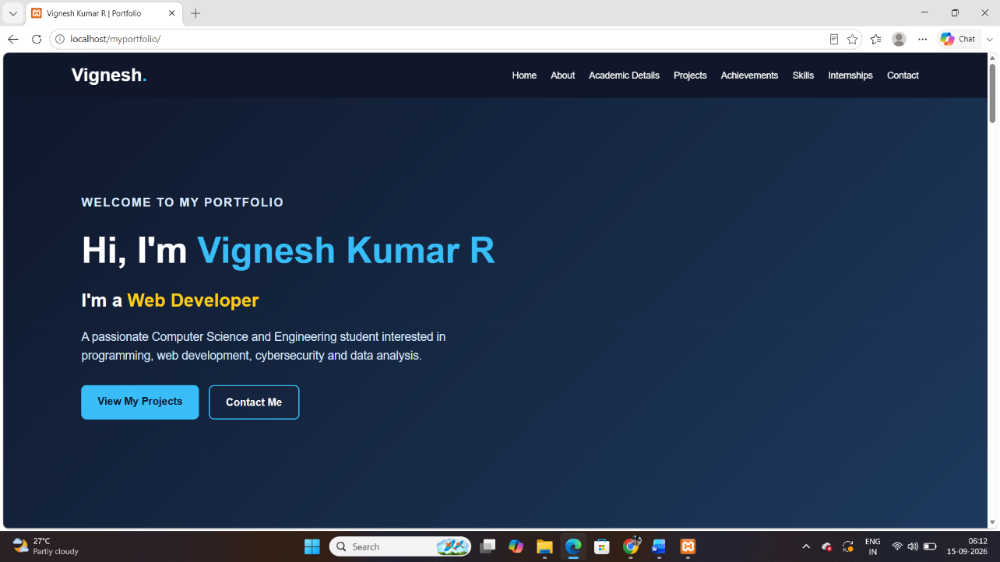 Vignesh Kumar R | Portfolio
localhost/myportfolio/
Chat
Vignesh.
Home About Academic Details Projects Achievements Skills Internships Contact
WELCOME TO MY PORTFOLIO
Hi, I'm Vignesh Kumar R
I'm a Web Developer
A passionate Computer Science and Engineering student interested in
programming, web development, cybersecurity and data analysis.
View My Projects Contact Me
27°C
Partly cloudy
Search
ENG
IN
06:12
15-09-2026